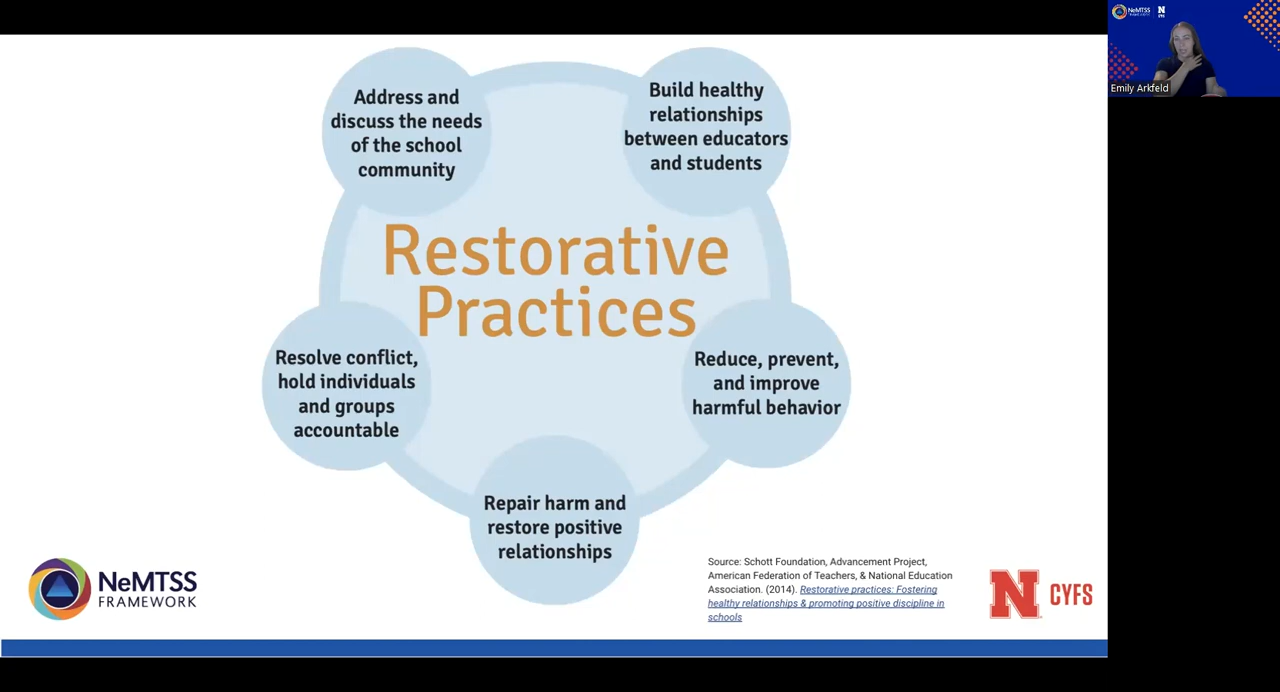 Address and
discuss the needs
of the school
community
Build healthy
relationships
between educators
and students
Restorative
Practices
Resolve conflict,
hold individuals
and groups
accountable
Reduce, prevent,
and improve
harmful behavior
Repair harm and
restore positive
relationships
Source: Schott Foundation, Advancement Project,
American Federation of Teachers, & National Education
Association. (2014). Restorative practices: Fostering
healthy relationships & promoting positive discipline in
schools
NeMTSS
FRAMEWORK
N
CYFS
NeMTSS
FRAMEWORK
N
Emily Arkfeld